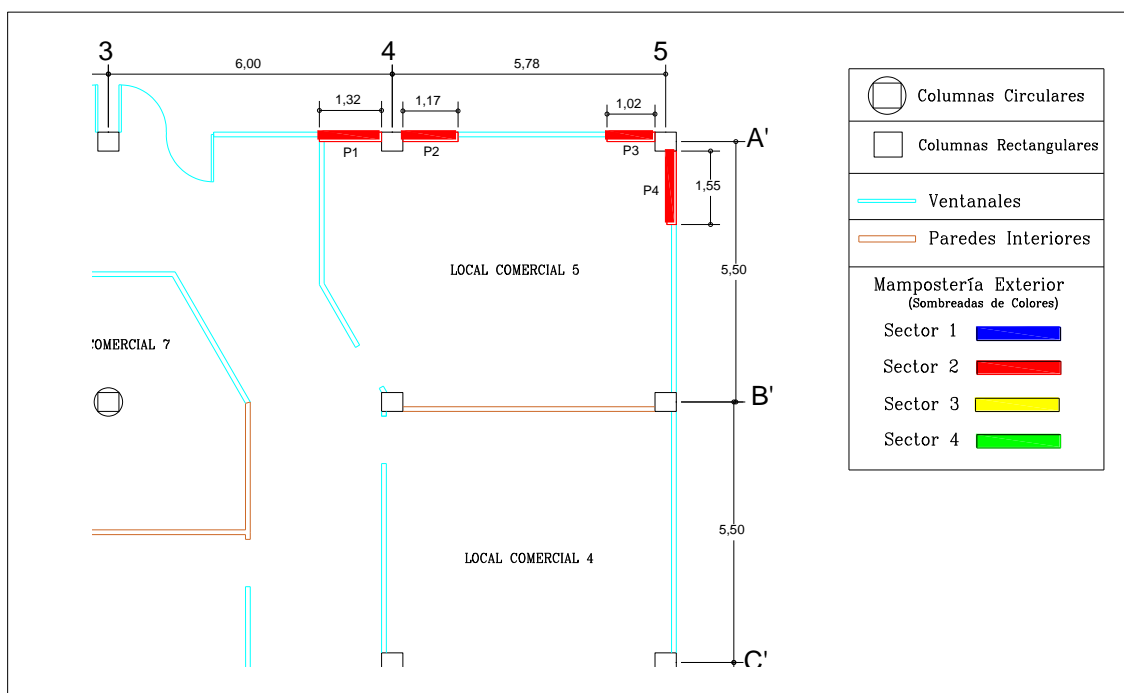 3
4
5
6,00
5,78
1,32
1,17
1,02
P1
P2
P3
A'
P4
1,55
LOCAL COMERCIAL 5
5,50
COMERCIAL 7
B'
5,50
LOCAL COMERCIAL 4
C'
Columnas Circulares
Columnas Rectangulares
Ventanales
Paredes Interiores
Mampostería Exterior
(Sombreadas de Colores)
Sector 1
Sector 2
Sector 3
Sector 4